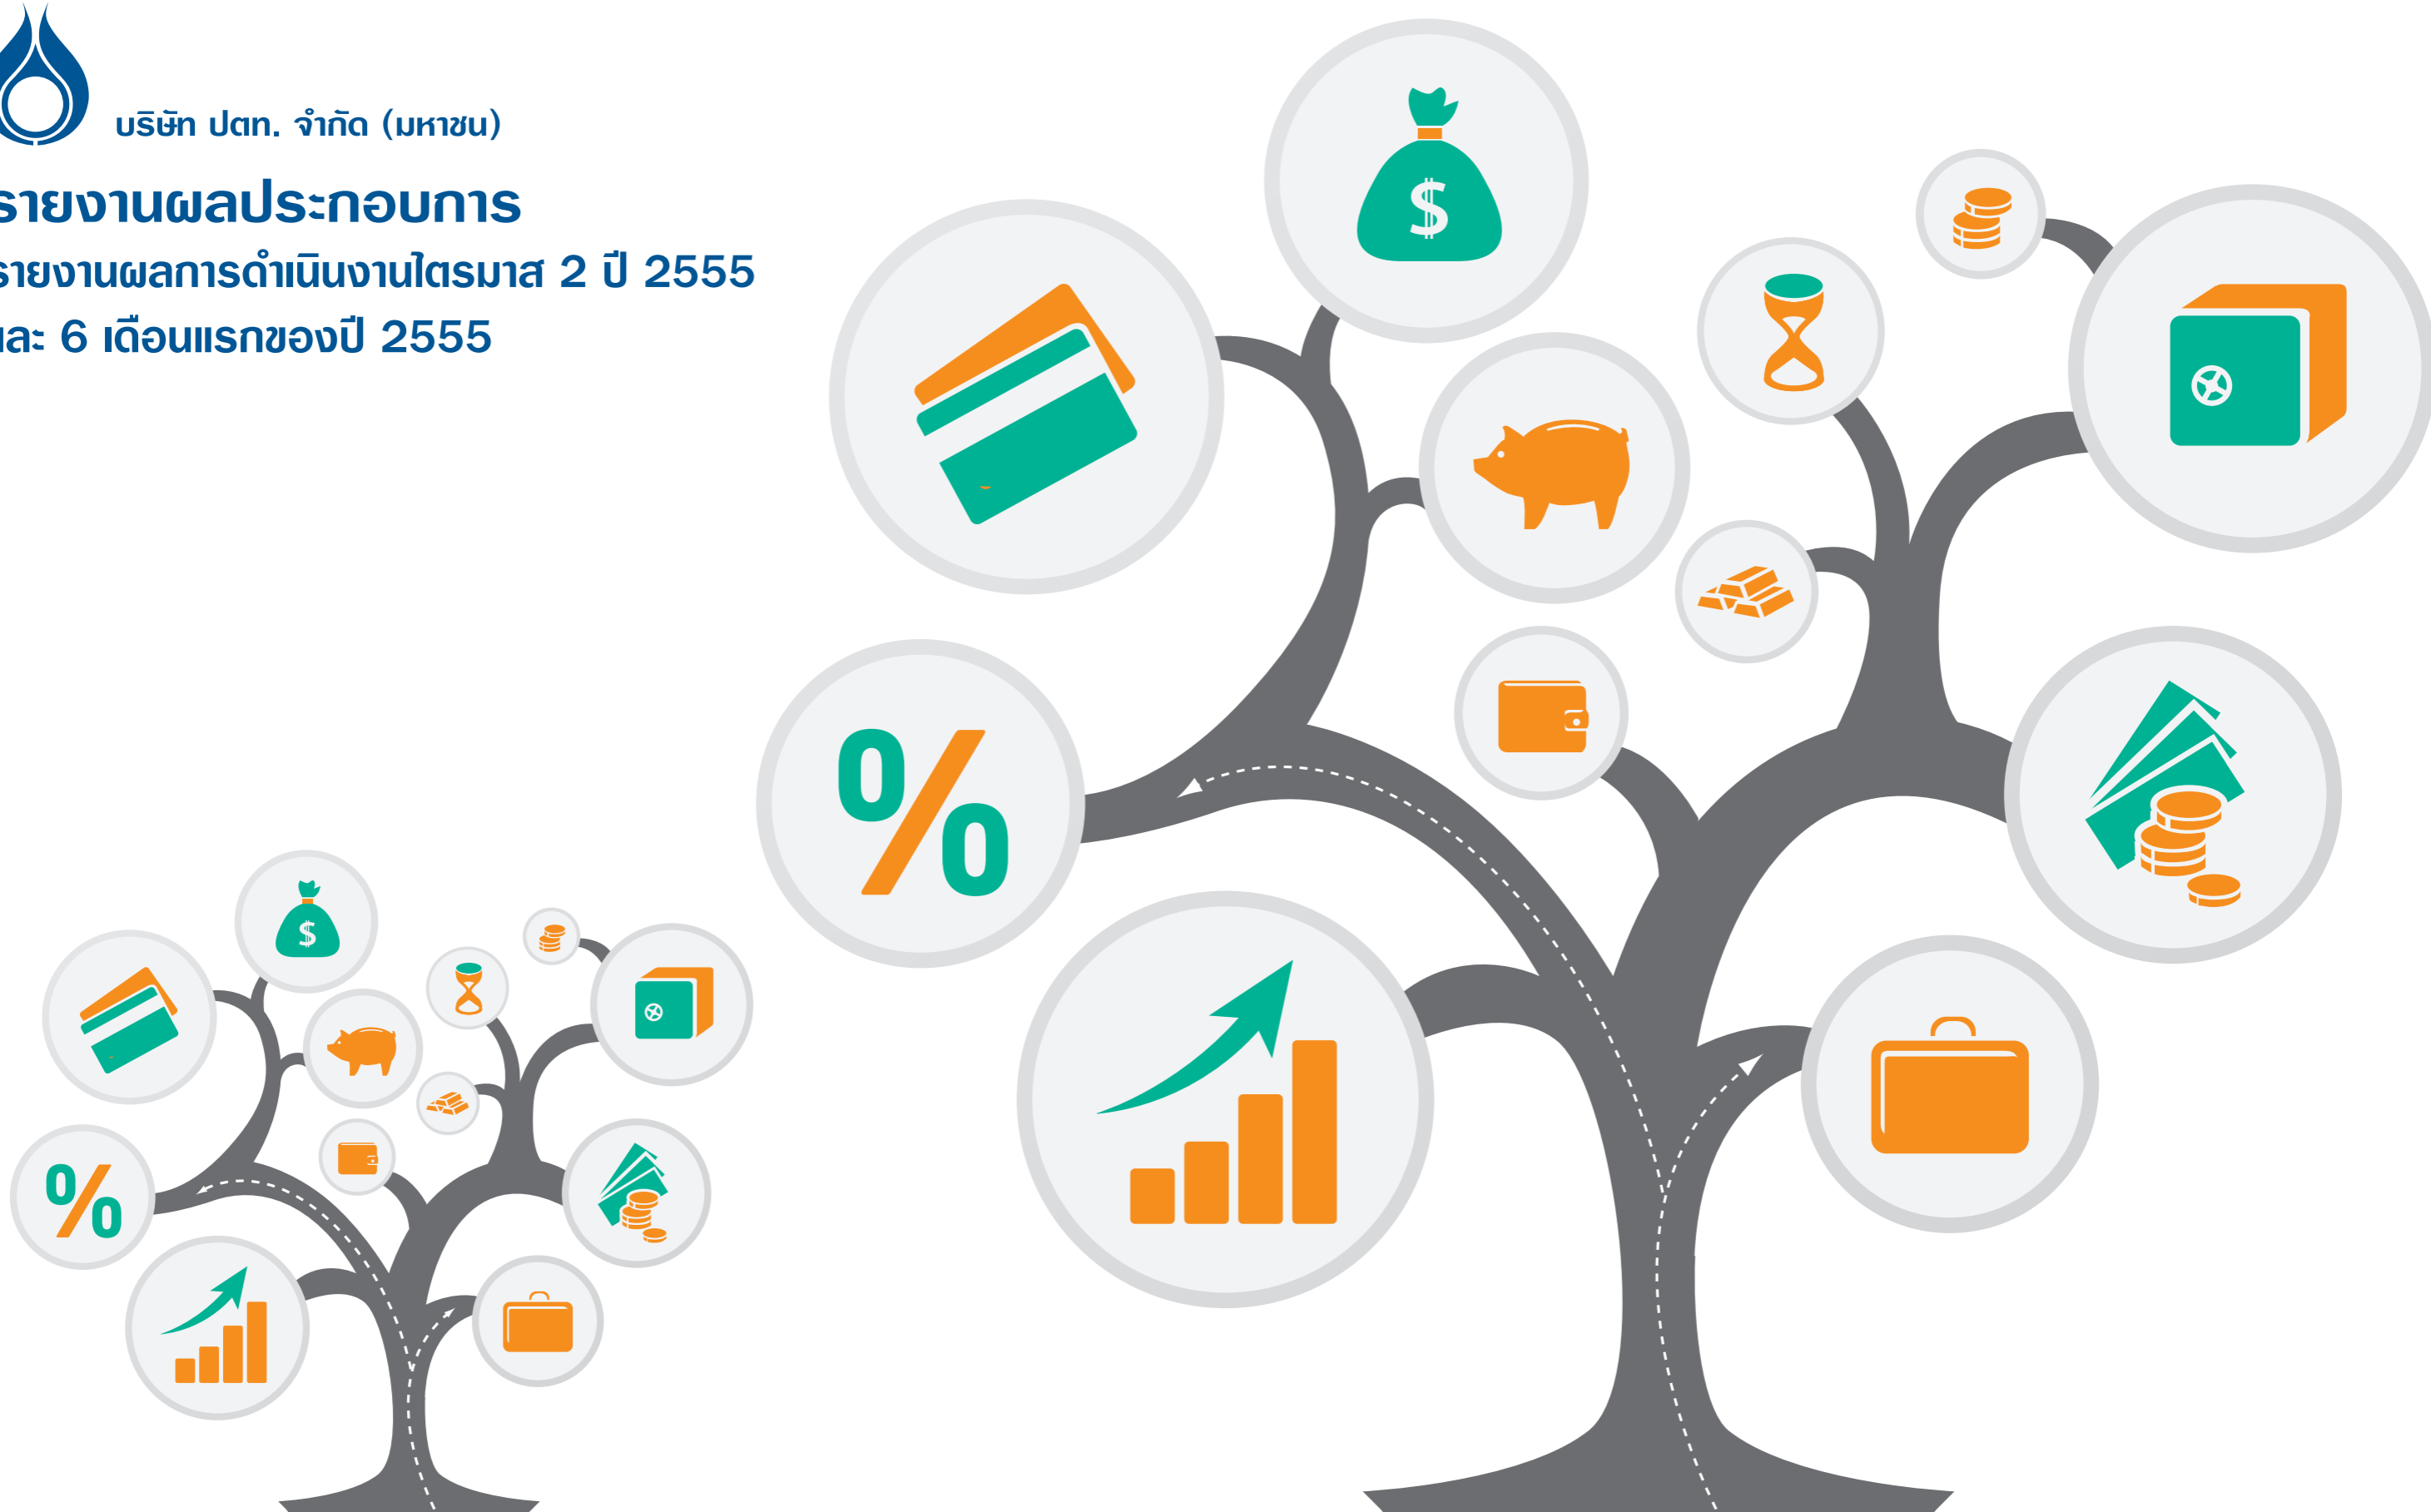 บริษัท ปตท. จำกัด (มหาชน)
รายงานผลประกอบการ
รายงานผลการดำเนินงานไตรมาส 2 ปี 2555
และ 6 เดือนแรกของปี 2555
$
%
$
%